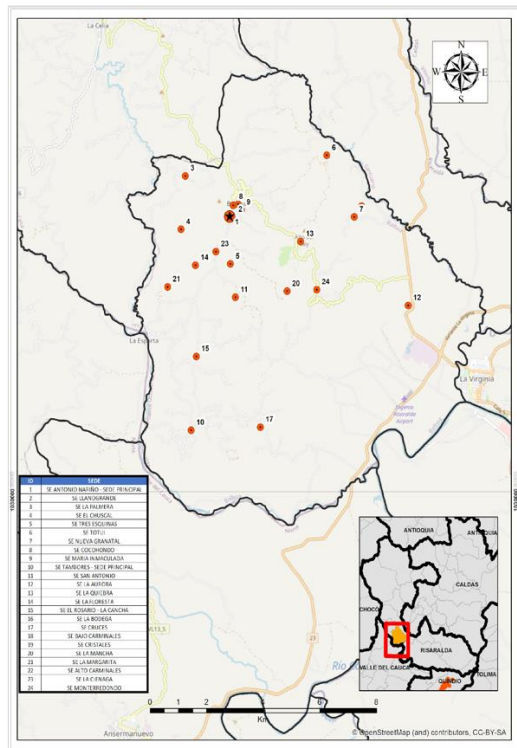 La Celia
N
W E
S
6
3
8
9
2
1
7
4
13
23
14
5
21
11
20
24
12
La España
15
La Virginia
10
17
ID SEDE
1 SE ANTONIO NARIÑO - SEDE PRINCIPAL
2 SE LLANOGRANDE
3 SE LA PALMERA
4 SE EL CHUSCAL
5 SE TRES ESQUINAS
6 SE TOTUI
7 SE NUEVA GRANATAL
8 SE COCOHONDO
9 SE MARIA INMACULADA
10 SE TAMBORES - SEDE PRINCIPAL
11 SE SAN ANTONIO
12 SE LA AURORA
13 SE LA QUIEBRA
14 SE LA FLORESTA
15 SE EL ROSARIO - LA CANCHA
16 SE LA BODEGA
17 SE CRUCES
18 SE BAJO CARMINALES
19 SE CRISTALES
20 SE LA MANCHA
21 SE LA MARGARITA
22 SE ALTO CARMINALES
23 SE LA CIENAGA
24 SE MONTERREDONDO
ANTIOQUIA
ANTIOQUIA
CALDAS
CHOCÓ
RISARALDA
VALLE DEL CAUCA
TOLIMA
QUINDIO
23
0 2 4 6 8
Km
Ansermanuevo
© OpenStreetMap (and) contributors, CC-BY-SA